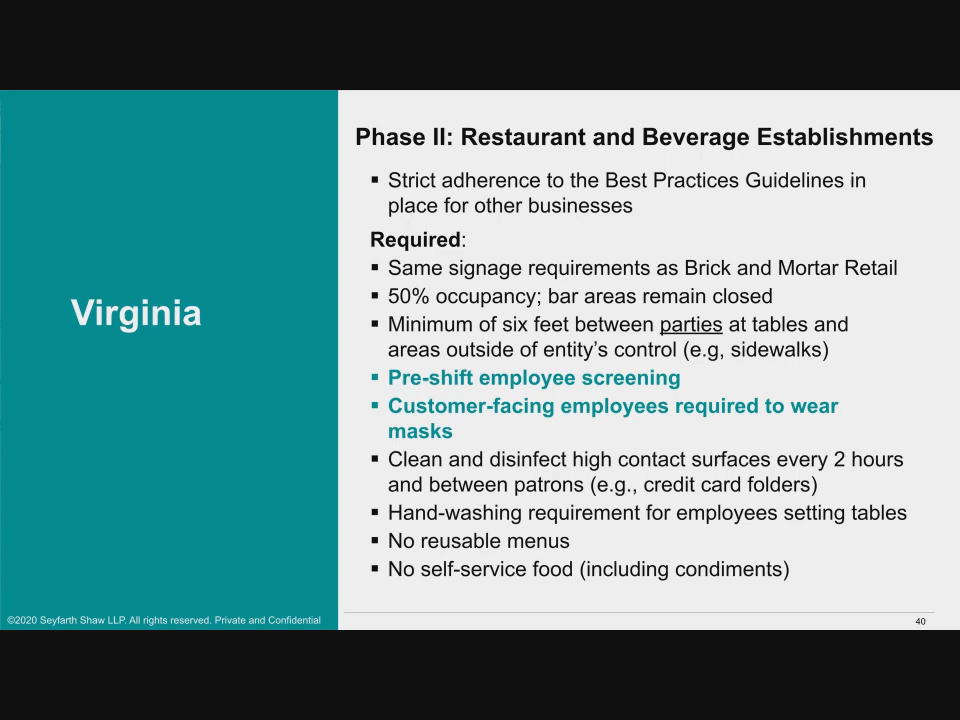 Virginia
Phase II: Restaurant and Beverage Establishments
▪ Strict adherence to the Best Practices Guidelines in
place for other businesses
Required:
▪ Same signage requirements as Brick and Mortar Retail
▪ 50% occupancy; bar areas remain closed
▪ Minimum of six feet between parties at tables and
areas outside of entity’s control (e.g, sidewalks)
▪ Pre-shift employee screening
▪ Customer-facing employees required to wear
masks
▪ Clean and disinfect high contact surfaces every 2 hours
and between patrons (e.g., credit card folders)
▪ Hand-washing requirement for employees setting tables
▪ No reusable menus
▪ No self-service food (including condiments)
©2020 Seyfarth Shaw LLP. All rights reserved. Private and Confidential
40